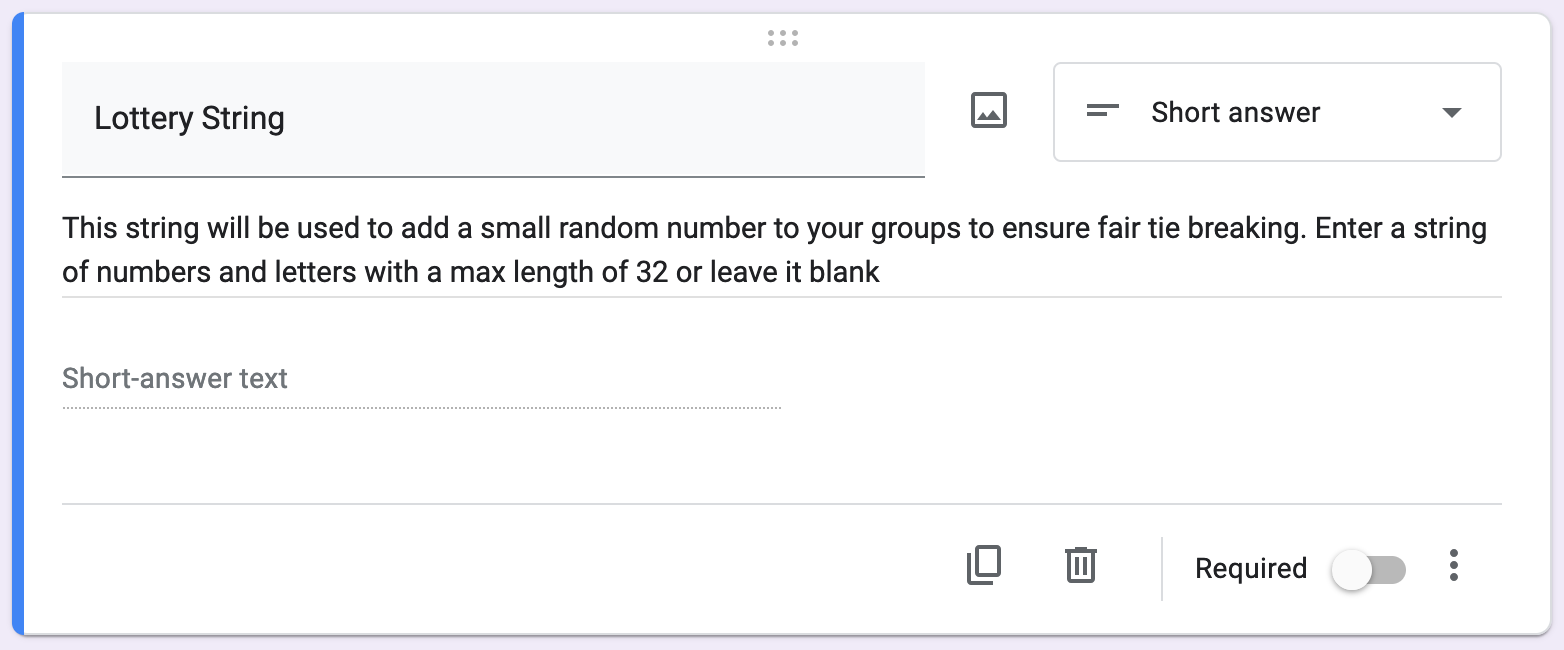 Lottery String
Short answer
This string will be used to add a small random number to your groups to ensure fair tie breaking. Enter a string
of numbers and letters with a max length of 32 or leave it blank
Short-answer text
Required